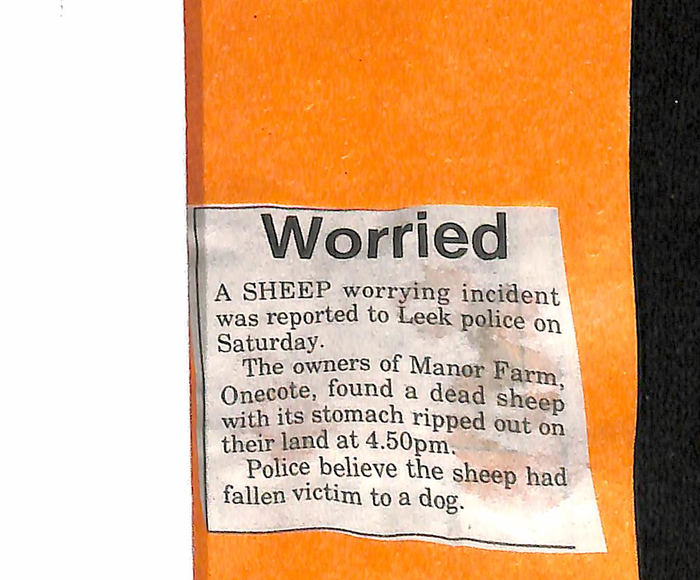 Worried
A SHEEP worrying incident
was reported to Leek police on
Saturday.
The owners of Manor Farm,
Onecote, found a dead sheep
with its stomach ripped out on
their land at 4.50pm.
Police believe the sheep had
fallen victim to a dog.